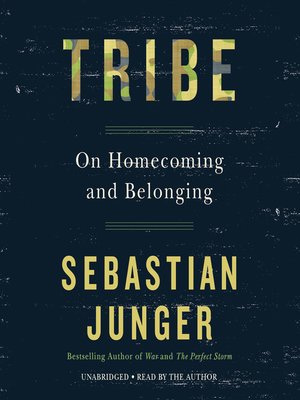 TRIBE
On Homecoming
and Belonging
SEBASTIAN
JUNGER
Bestselling Author of War and The Perfect Storm
UNABRIDGED • READ BY THE AUTHOR